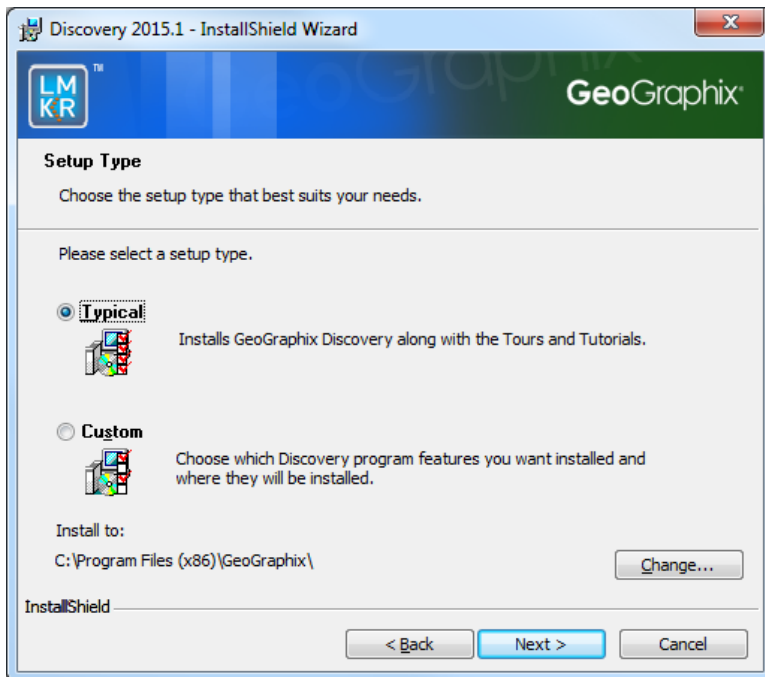 Discovery 2015.1 - InstallShield Wizard
LMKR™
GeoGraphix
Setup Type
Choose the setup type that best suits your needs.
Please select a setup type.
Typical
Installs GeoGraphix Discovery along with the Tours and Tutorials.
Custom
Choose which Discovery program features you want installed and
where they will be installed.
Install to:
C:\Program Files (x86)\GeoGraphix\
Change...
InstallShield
< Back
Next >
Cancel